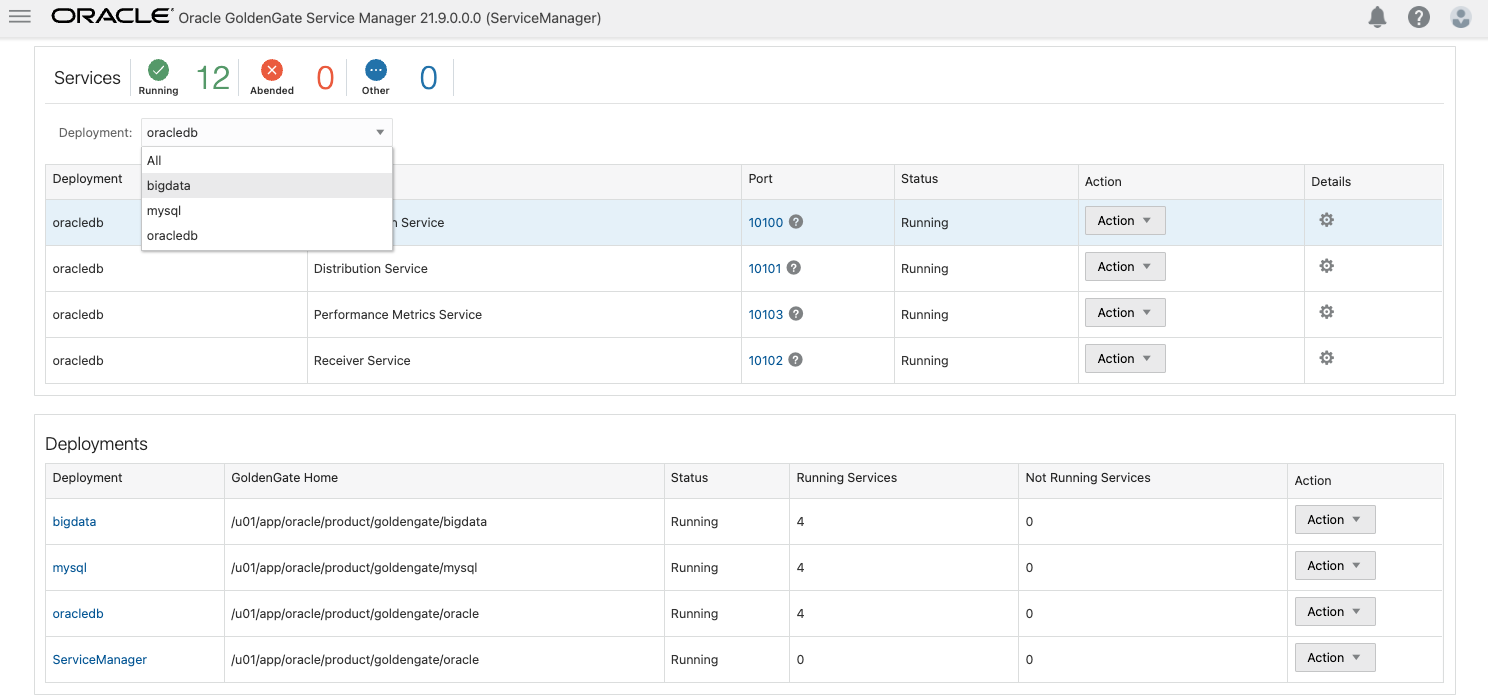 ORACLE Oracle GoldenGate Service Manager 21.9.0.0.0 (ServiceManager)
Services Running 12 Abended 0 Other 0
Deployment: oracledb
All
bigdata
mysql
oracledb
Deployment Port Status Action Details
oracledb Service 10100 Running Action
oracledb Distribution Service 10101 Running Action
oracledb Performance Metrics Service 10103 Running Action
oracledb Receiver Service 10102 Running Action
Deployments
Deployment GoldenGate Home Status Running Services Not Running Services Action
bigdata /u01/app/oracle/product/goldengate/bigdata Running 4 0 Action
mysql /u01/app/oracle/product/goldengate/mysql Running 4 0 Action
oracledb /u01/app/oracle/product/goldengate/oracle Running 4 0 Action
ServiceManager /u01/app/oracle/product/goldengate/oracle Running 0 0 Action